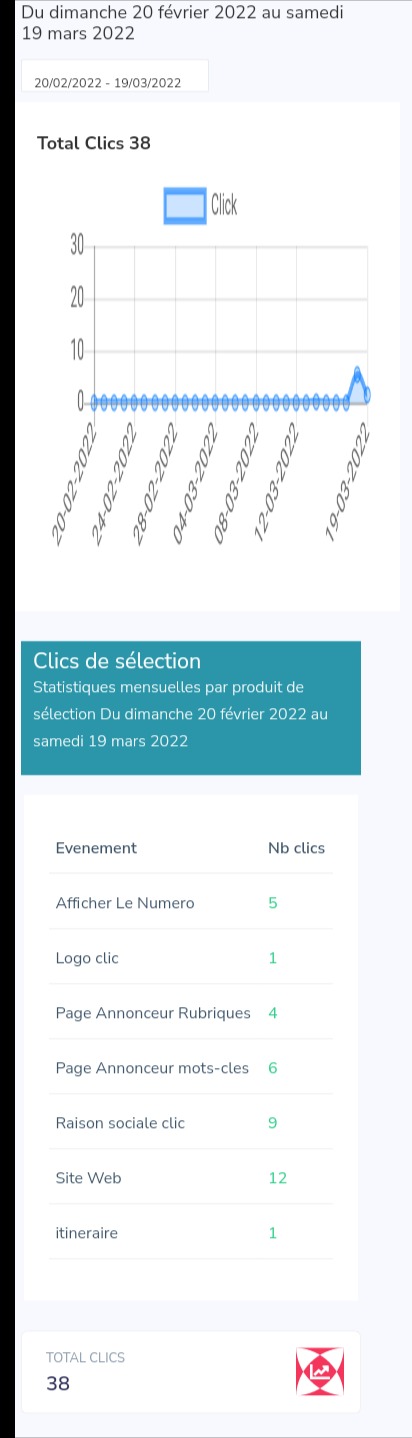 Du dimanche 20 février 2022 Du samedi
19 mars 2022
20/02/2022 - 19/03/2022
Total Clics 38
Click
30
20
10
0
20-02-2022
24-02-2022
28-02-2022
04-03-2022
08-03-2022
12-03-2022
19-03-2022
Clics de sélection
Statistiques mensuelles par produit de
sélection Du dimanche 20 février 2022 au
samedi 19 mars 2022
Evenement Nb clics
Afficher Le Numero 5
Logo clic 1
Page Annonceur Rubriques 4
Page Annonceur mots-cles 6
Raison sociale clic 9
Site Web 12
itineraire 1
TOTAL CLICS
38